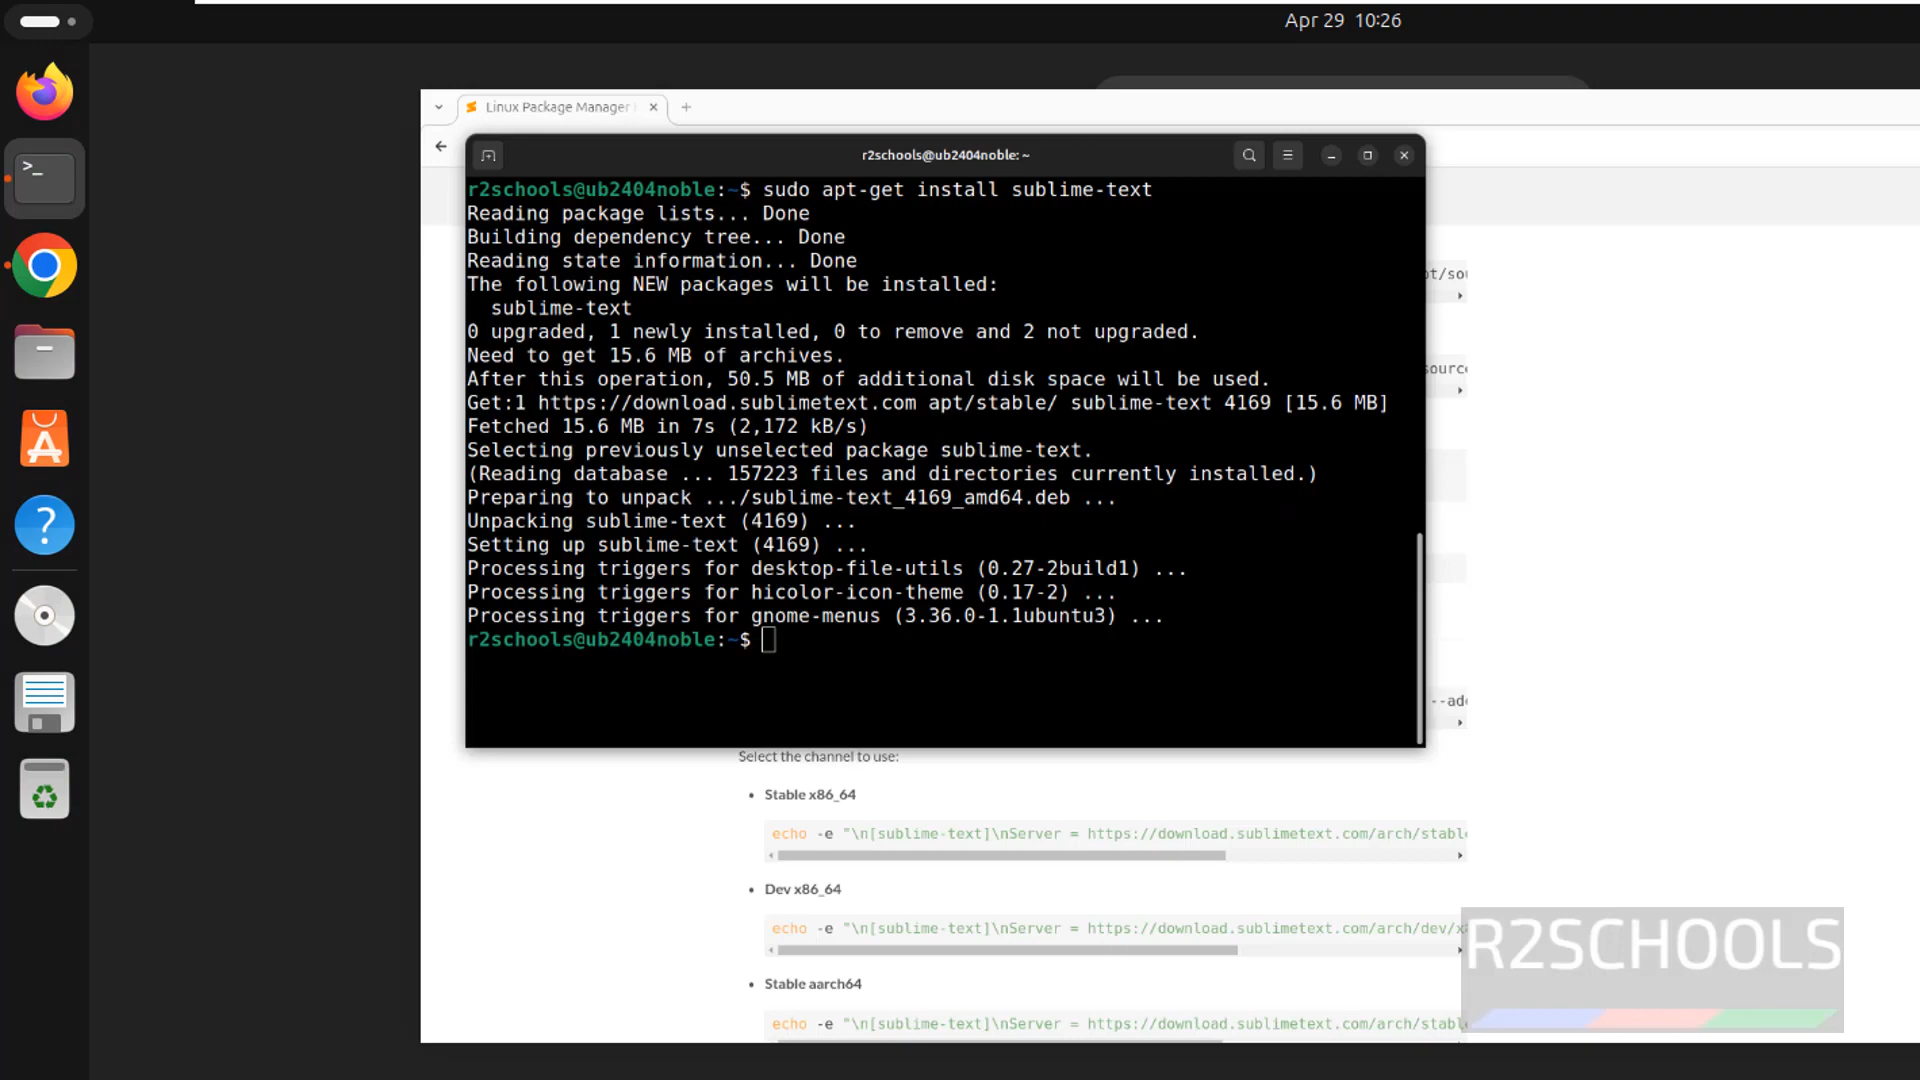 Apr 29 10:26
Linux Package Manager
r2schools@ub2404noble: ~
r2schools@ub2404noble:~$ sudo apt-get install sublime-text
Reading package lists... Done
Building dependency tree... Done
Reading state information... Done
The following NEW packages will be installed:
sublime-text
0 upgraded, 1 newly installed, 0 to remove and 2 not upgraded.
Need to get 15.6 MB of archives.
After this operation, 50.5 MB of additional disk space will be used.
Get:1 https://download.sublimetext.com apt/stable/ sublime-text 4169 [15.6 MB]
Fetched 15.6 MB in 7s (2,172 kB/s)
Selecting previously unselected package sublime-text.
(Reading database ... 157223 files and directories currently installed.)
Preparing to unpack .../sublime-text_4169_amd64.deb ...
Unpacking sublime-text (4169) ...
Setting up sublime-text (4169) ...
Processing triggers for desktop-file-utils (0.27-2build1) ...
Processing triggers for hicolor-icon-theme (0.17-2) ...
Processing triggers for gnome-menus (3.36.0-1.1ubuntu3) ...
r2schools@ub2404noble:~$
pt/sou
source
--add
Select the channel to use:
• Stable x86_64
echo -e "\n[sublime-text]\nServer = https://download.sublimetext.com/arch/stabl
• Dev x86_64
echo -e "\n[sublime-text]\nServer = https://download.sublimetext.com/arch/dev/x
• Stable aarch64
echo -e "\n[sublime-text]\nServer = https://download.sublimetext.com/arch/stabl
R2SCHOOLS